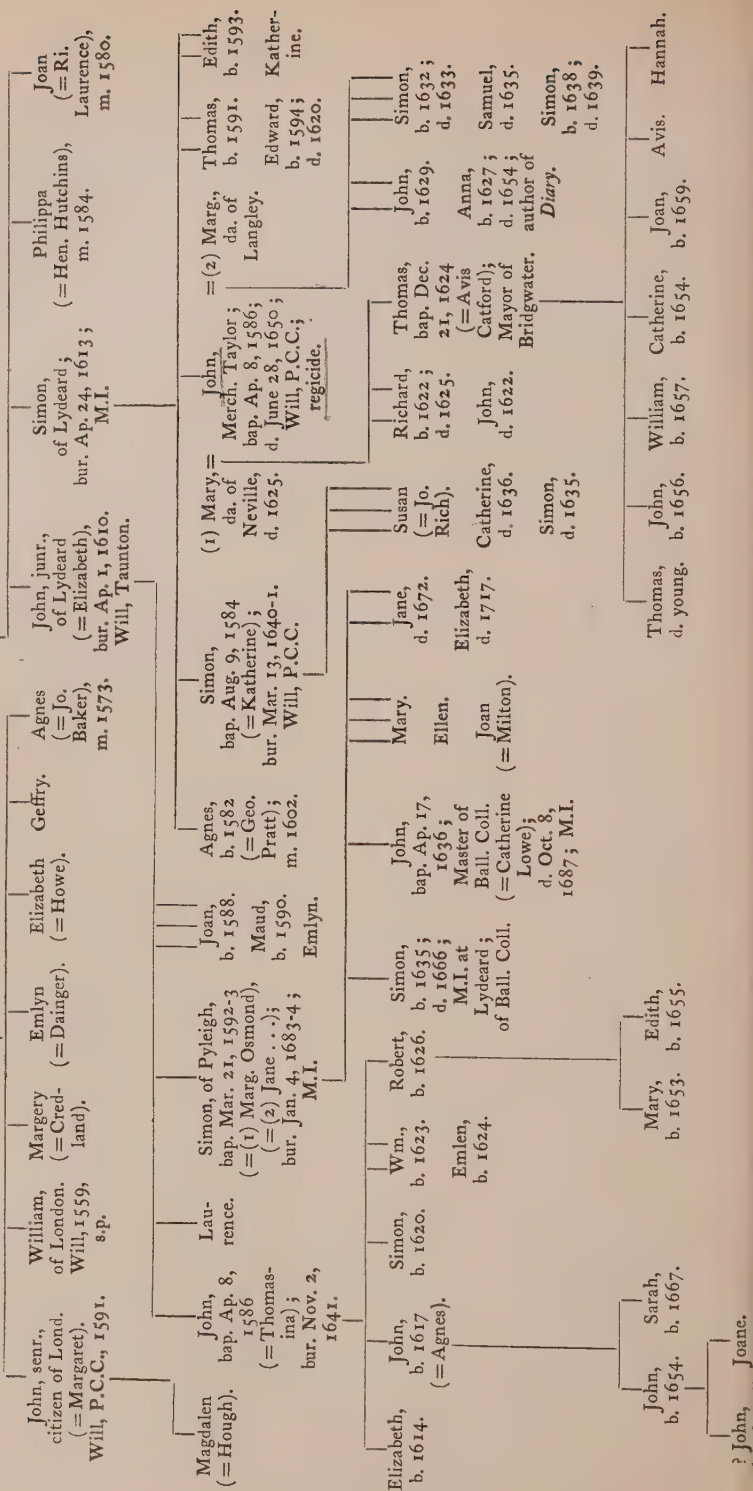 John, senr.,
citizen of Lond.
(=Margaret).
Will, P.C.C., 1591.
William,
of London.
Will, 1559,
s.p.
Margery
(=Cred-
land).
Emlyn
(=Dainger).
Elizabeth
(=Howe).
Geffry.
Agnes
(=Jo.
Baker),
m. 1573.
John, junr.,
of Lydeard
(=Elizabeth),
bur. Ap. 1, 1610.
Will, Taunton.
Simon,
of Lydeard;
bur. Ap. 24, 1613;
M.I.
Philippa
(=Hen. Hutchins),
m. 1584.
Joan
(=Ri.
Laurence),
m. 1580.
Magdalen
(=Hough).
John,
bap. Ap. 8,
1586
(=Thomas-
ina);
bur. Nov. 2,
1641.
Lau-
rence.
Simon, of Pyleigh,
bap. Mar. 21, 1592-3
(=(1) Marg. Osmond),
(=(2) Jane . . .);
bur. Jan. 4, 1683-4;
M.I.
Joan,
b. 1588.
Maud,
b. 1590.
Emlyn.
Agnes,
b. 1582
(=Geo.
Pratt);
m. 1602.
Simon,
bap. Aug. 9, 1584
(=Katherine);
bur. Mar. 13, 1640-1.
Will, P.C.C.
(1) Mary,=
da. of
Neville,
d. 1625.
John,
Merch. Taylor;
bap. Ap. 8, 1586;
d. June 28, 1650;
Will, P.C.C.;
regicide.
=(2) Marg.,
da. of
Langley.
Thomas,
b. 1591.
Edward,
b. 1594;
d. 1620.
Edith,
b. 1593.
Kather-
ine.
Elizabeth,
b. 1614.
John,
b. 1617
(=Agnes).
Simon,
b. 1620.
Wm.,
b. 1623.
Emlen,
b. 1624.
Robert,
b. 1626.
Simon,
b. 1635;
d. 1666;
M.I. at
Lydeard;
of Ball. Coll.
John,
bap. Ap. 17,
1636;
Master of
Ball. Coll.
(=Catherine
Lowe);
d. Oct. 8,
1687; M.I.
Mary.
Ellen.
Joan
(=Milton).
Jane,
d. 1672.
Elizabeth,
d. 1717.
Susan
(=Jo.
Rich).
Catherine,
d. 1636.
Simon,
d. 1635.
Richard,
b. 1622;
d. 1625.
John,
d. 1622.
Thomas,
bap. Dec.
21, 1624
(=Avis
Catford);
Mayor of
Bridgwater.
John,
b. 1629.
Anna,
b. 1627;
d. 1654;
author of
Diary.
Simon,
b. 1632;
d. 1633.
Samuel,
d. 1635.
Simon,
b. 1638;
d. 1639.
John,
b. 1654.
Sarah,
b. 1667.
Mary,
b. 1653.
Edith,
b. 1655.
Thomas,
d. young.
John,
b. 1656.
William,
b. 1657.
Catherine,
b. 1654.
Joan,
b. 1659.
Avis.
Hannah.
? John,
Joane.